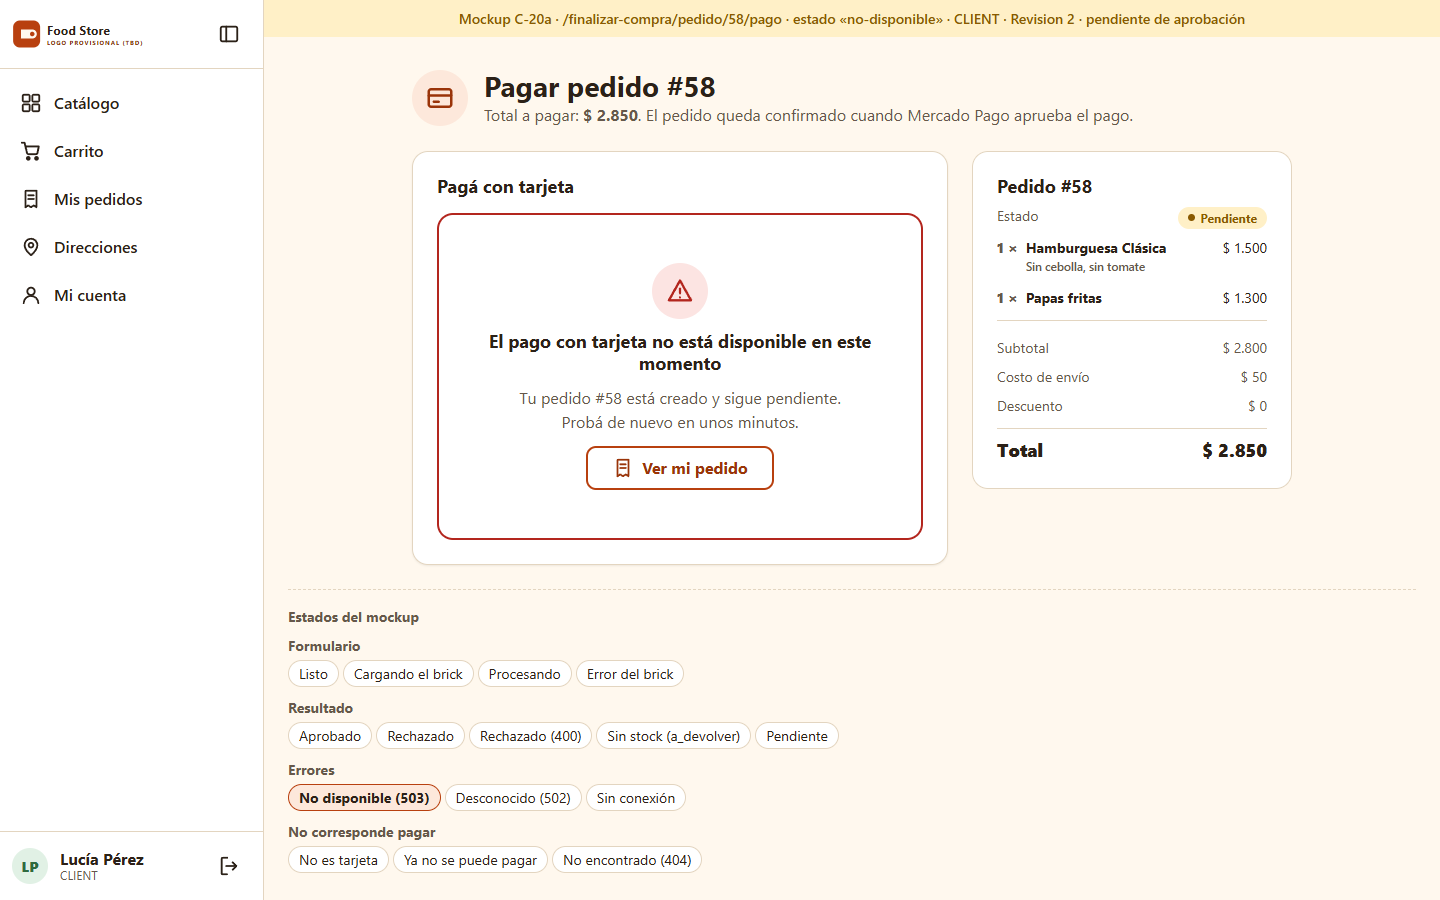 Mockup C-20a · /finalizar-compra/pedido/58/pago · estado «no-disponible» · CLIENT · Revision 2 · pendiente de aprobación
Food Store
LOGO PROVISIONAL (TBD)
Catálogo
Carrito
Mis pedidos
Direcciones
Mi cuenta
Lucía Pérez
LP
CLIENT
Pagar pedido #58
Total a pagar: $ 2.850. El pedido queda confirmado cuando Mercado Pago aprueba el pago.
Pagá con tarjeta
El pago con tarjeta no está disponible en este
momento
Tu pedido #58 está creado y sigue pendiente.
Probá de nuevo en unos minutos.
Ver mi pedido
Pedido #58
Estado Pendiente
1 × Hamburguesa Clásica $ 1.500
Sin cebolla, sin tomate
1 × Papas fritas $ 1.300
Subtotal $ 2.800
Costo de envío $ 50
Descuento $ 0
Total $ 2.850
Estados del mockup
Formulario
Listo Cargando el brick Procesando Error del brick
Resultado
Aprobado Rechazado Rechazado (400) Sin stock (a_devolver) Pendiente
Errores
No disponible (503) Desconocido (502) Sin conexión
No corresponde pagar
No es tarjeta Ya no se puede pagar No encontrado (404)